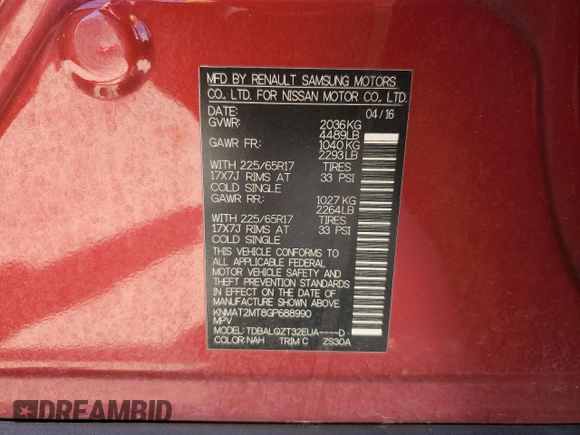 MFD BY RENAULT SAMSUNG MOTORS
CO., LTD. FOR NISSAN MOTOR CO., LTD.
DATE: 04/16
GVWR: 2036KG
4489LB
GAWR FR: 1040KG
2293LB
WITH 225/65R17 TIRES
17X7J RIMS AT 33 PSI
COLD SINGLE
GAWR RR: 1027KG
2264LB
WITH 225/65R17 TIRES
17X7J RIMS AT 33 PSI
COLD SINGLE
THIS VEHICLE CONFORMS TO
ALL APPLICABLE FEDERAL
MOTOR VEHICLE SAFETY AND
THEFT PREVENTION STANDARDS
IN EFFECT ON THE DATE OF
MANUFACTURE SHOWN ABOVE.
KNMAT2MT8GP688990
MPV
MODEL: TDBALQZT32EUA----D
COLOR: NAH TRIM C ZS30A
DREAMBID